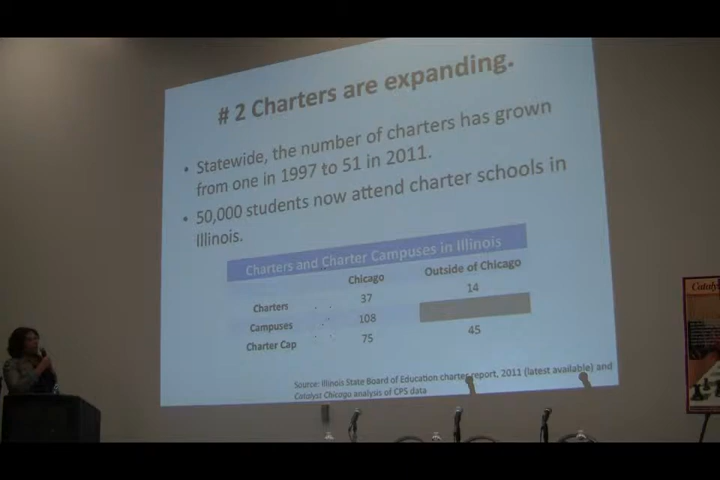 # 2 Charters are expanding.
• Statewide, the number of charters has grown
from one in 1997 to 51 in 2011.
• 50,000 students now attend charter schools in
Illinois.
Charters and Charter Campuses in Illinois
Chicago Outside of Chicago
Charters 37 14
Campuses 108
Charter Cap 75 45
Source: Illinois State Board of Education charter report, 2011 (latest available) and
Catalyst Chicago analysis of CPS data
Catalyst